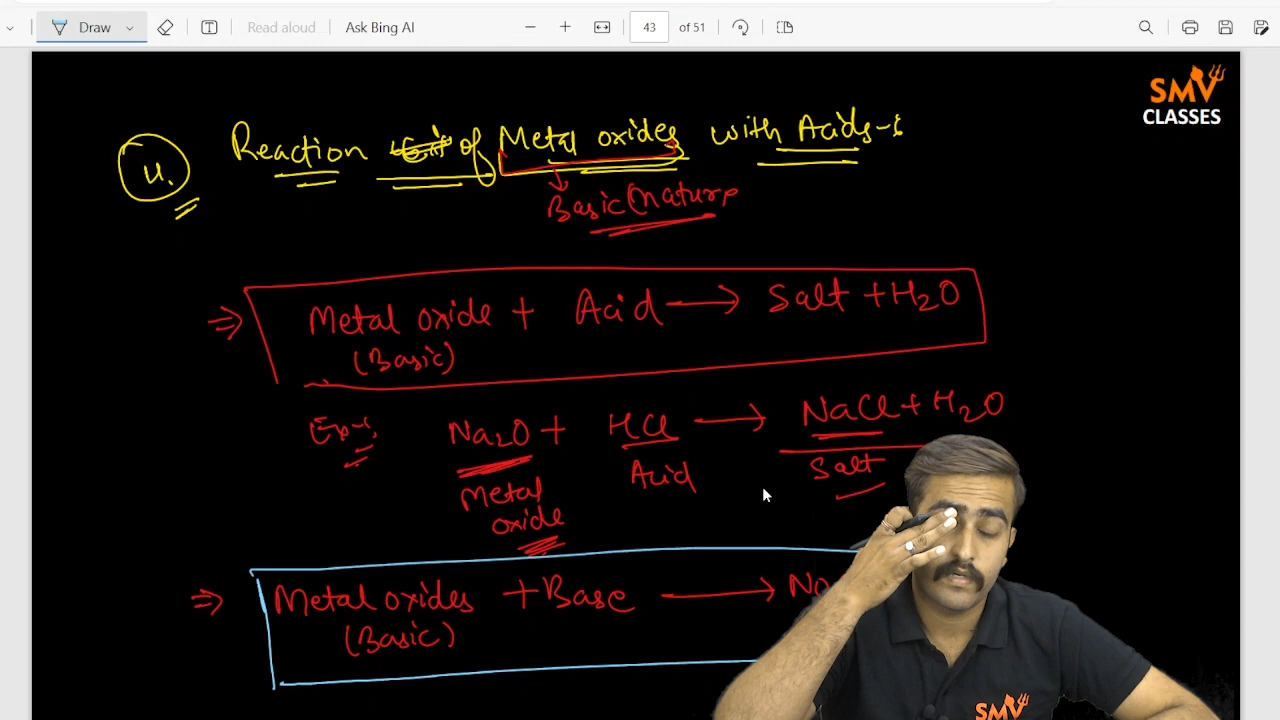 Draw
Read aloud
Ask Bing AI
43 of 51
SMV
CLASSES
4. Reaction of Metal oxides with Acids-:
Basic (nature
⇒ Metal oxide + Acid → Salt + H2O
(Basic)
Exp-: Na2O + HCl → NaCl + H2O
Metal oxide
Acid
Salt
⇒ Metal oxides + Base → No
(Basic)
SMV